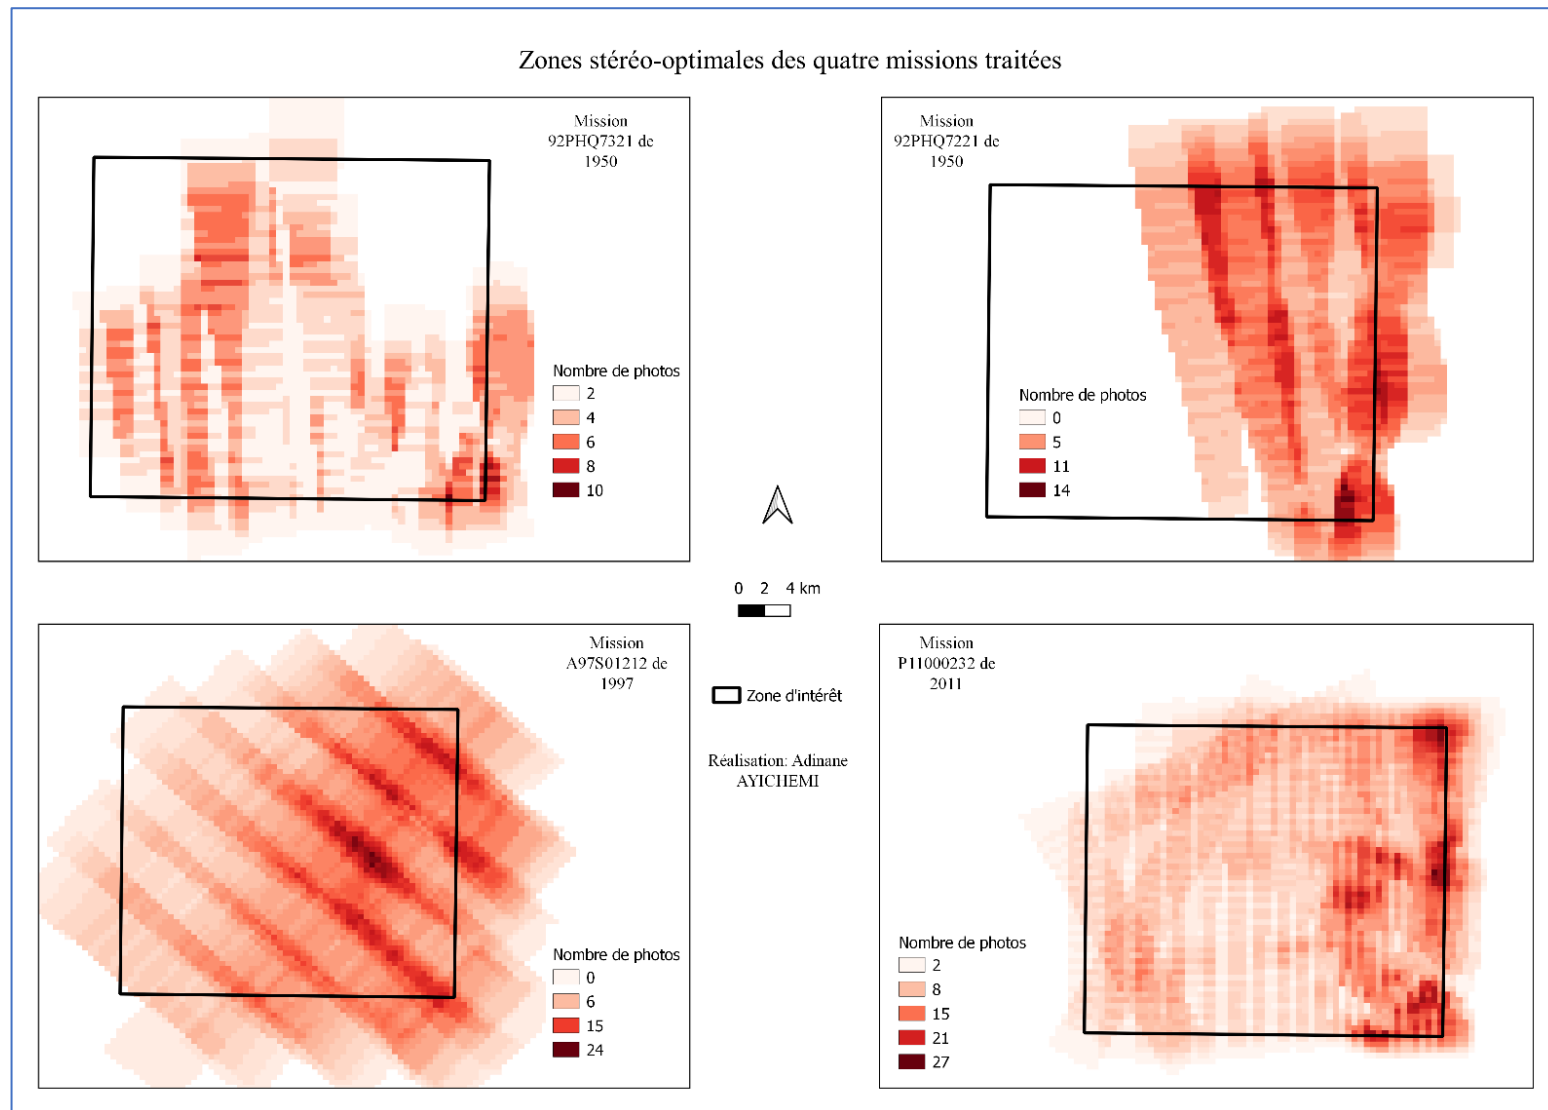 Zones stéréo-optimales des quatre missions traitées
Mission
92PHQ7321 de
1950
Nombre de photos
2
4
6
8
10
Mission
92PHQ7221 de
1950
Nombre de photos
0
5
11
14
0 2 4 km
Zone d'intérêt
Réalisation: Adinane
AYICHEMI
Mission
A97S01212 de
1997
Nombre de photos
0
6
15
24
Mission
P11000232 de
2011
Nombre de photos
2
8
15
21
27